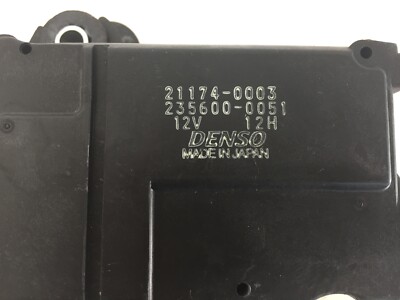 21174-0003
235600-0051
12V 12H
DENSO
MADE IN JAPAN